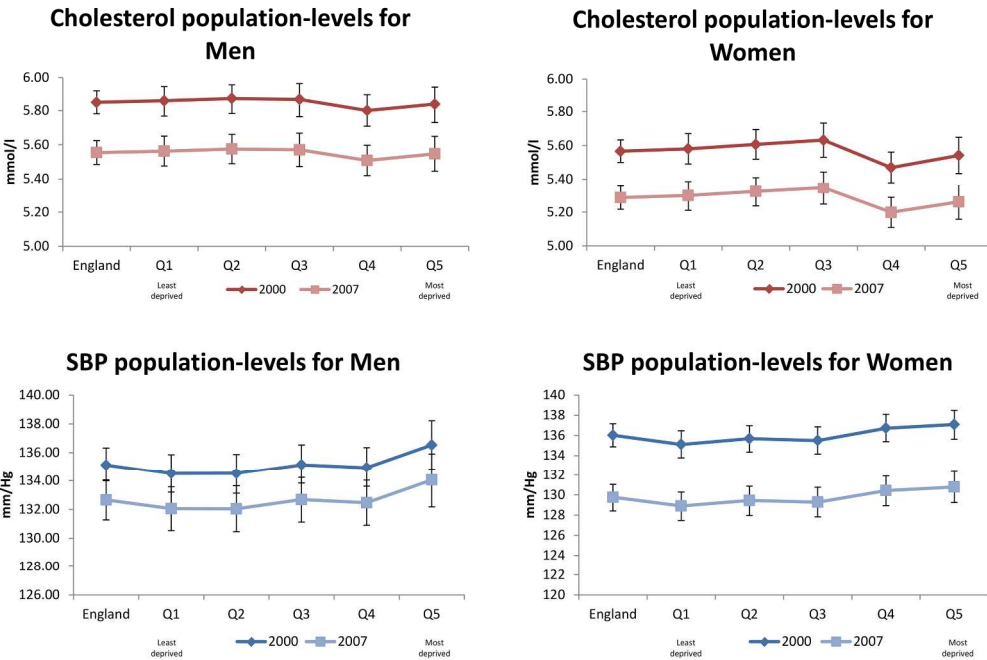 Cholesterol population-levels for
Men
6.00
5.80
5.60
5.40
5.20
5.00
mmol/l
England Q1 Q2 Q3 Q4 Q5
Least
deprived
2000 2007
Most
deprived
Cholesterol population-levels for
Women
6.00
5.80
5.60
5.40
5.20
5.00
mmol/l
England Q1 Q2 Q3 Q4 Q5
Least
deprived
2000 2007
Most
deprived
SBP population-levels for Men
140.00
138.00
136.00
134.00
132.00
130.00
128.00
126.00
mm/Hg
England Q1 Q2 Q3 Q4 Q5
Least
deprived
2000 2007
Most
deprived
SBP population-levels for Women
140
138
136
134
132
130
128
126
124
122
120
mm/Hg
England Q1 Q2 Q3 Q4 Q5
Least
deprived
2000 2007
Most
deprived